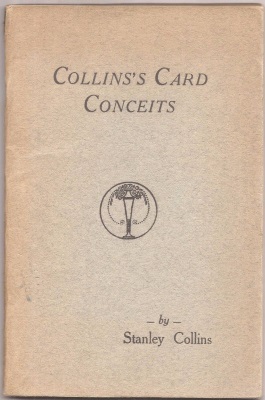 COLLINS'S CARD
CONCEITS
– by –
Stanley Collins